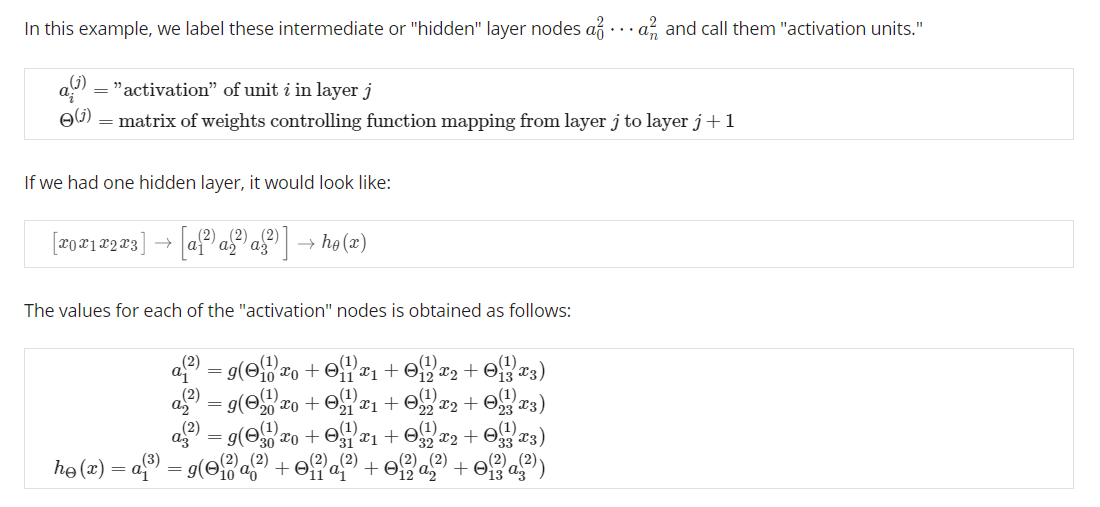 In this example, we label these intermediate or "hidden" layer nodes $a_0^2 \cdots a_n^2$ and call them "activation units."
$a_i^{(j)}$ = "activation" of unit $i$ in layer $j$
$\Theta^{(j)}$ = matrix of weights controlling function mapping from layer $j$ to layer $j+1$
If we had one hidden layer, it would look like:
$[x_0 x_1 x_2 x_3] \rightarrow \left[a_1^{(2)} a_2^{(2)} a_3^{(2)}\right] \rightarrow h_\theta(x)$
The values for each of the "activation" nodes is obtained as follows:
$a_1^{(2)} = g(\Theta_{10}^{(1)} x_0 + \Theta_{11}^{(1)} x_1 + \Theta_{12}^{(1)} x_2 + \Theta_{13}^{(1)} x_3)$
$a_2^{(2)} = g(\Theta_{20}^{(1)} x_0 + \Theta_{21}^{(1)} x_1 + \Theta_{22}^{(1)} x_2 + \Theta_{23}^{(1)} x_3)$
$a_3^{(2)} = g(\Theta_{30}^{(1)} x_0 + \Theta_{31}^{(1)} x_1 + \Theta_{32}^{(1)} x_2 + \Theta_{33}^{(1)} x_3)$
$h_\Theta(x) = a_1^{(3)} = g(\Theta_{10}^{(2)} a_0^{(2)} + \Theta_{11}^{(2)} a_1^{(2)} + \Theta_{12}^{(2)} a_2^{(2)} + \Theta_{13}^{(2)} a_3^{(2)})$